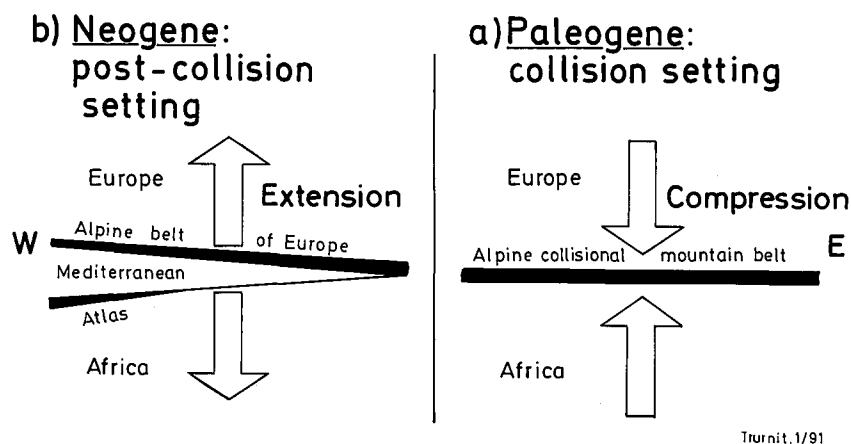 b) Neogene:
post-collision
setting
Europe
Extension
W
Alpine belt of Europe
Mediterranean
Atlas
Africa
a) Paleogene:
collision setting
Europe
Compression
E
Alpine collisional mountain belt
Africa
Trurnit.1/91